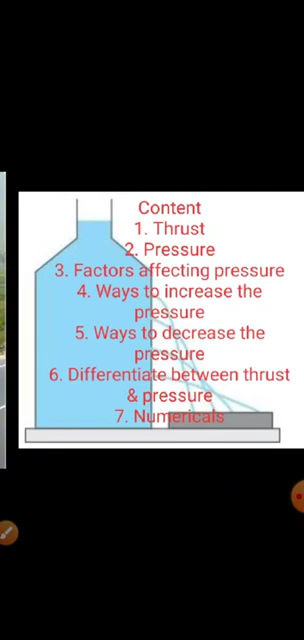 Content
1. Thrust
2. Pressure
3. Factors affecting pressure
4. Ways to increase the
pressure
5. Ways to decrease the
pressure
6. Differentiate between thrust
& pressure
7. Numericals